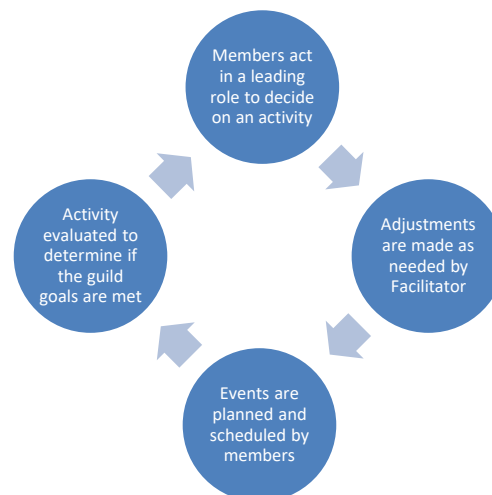 Members act
in a leading
role to decide
on an activity
Adjustments
are made as
needed by
Facilitator
Events are
planned and
scheduled by
members
Activity
evaluated to
determine if
the guild
goals are met